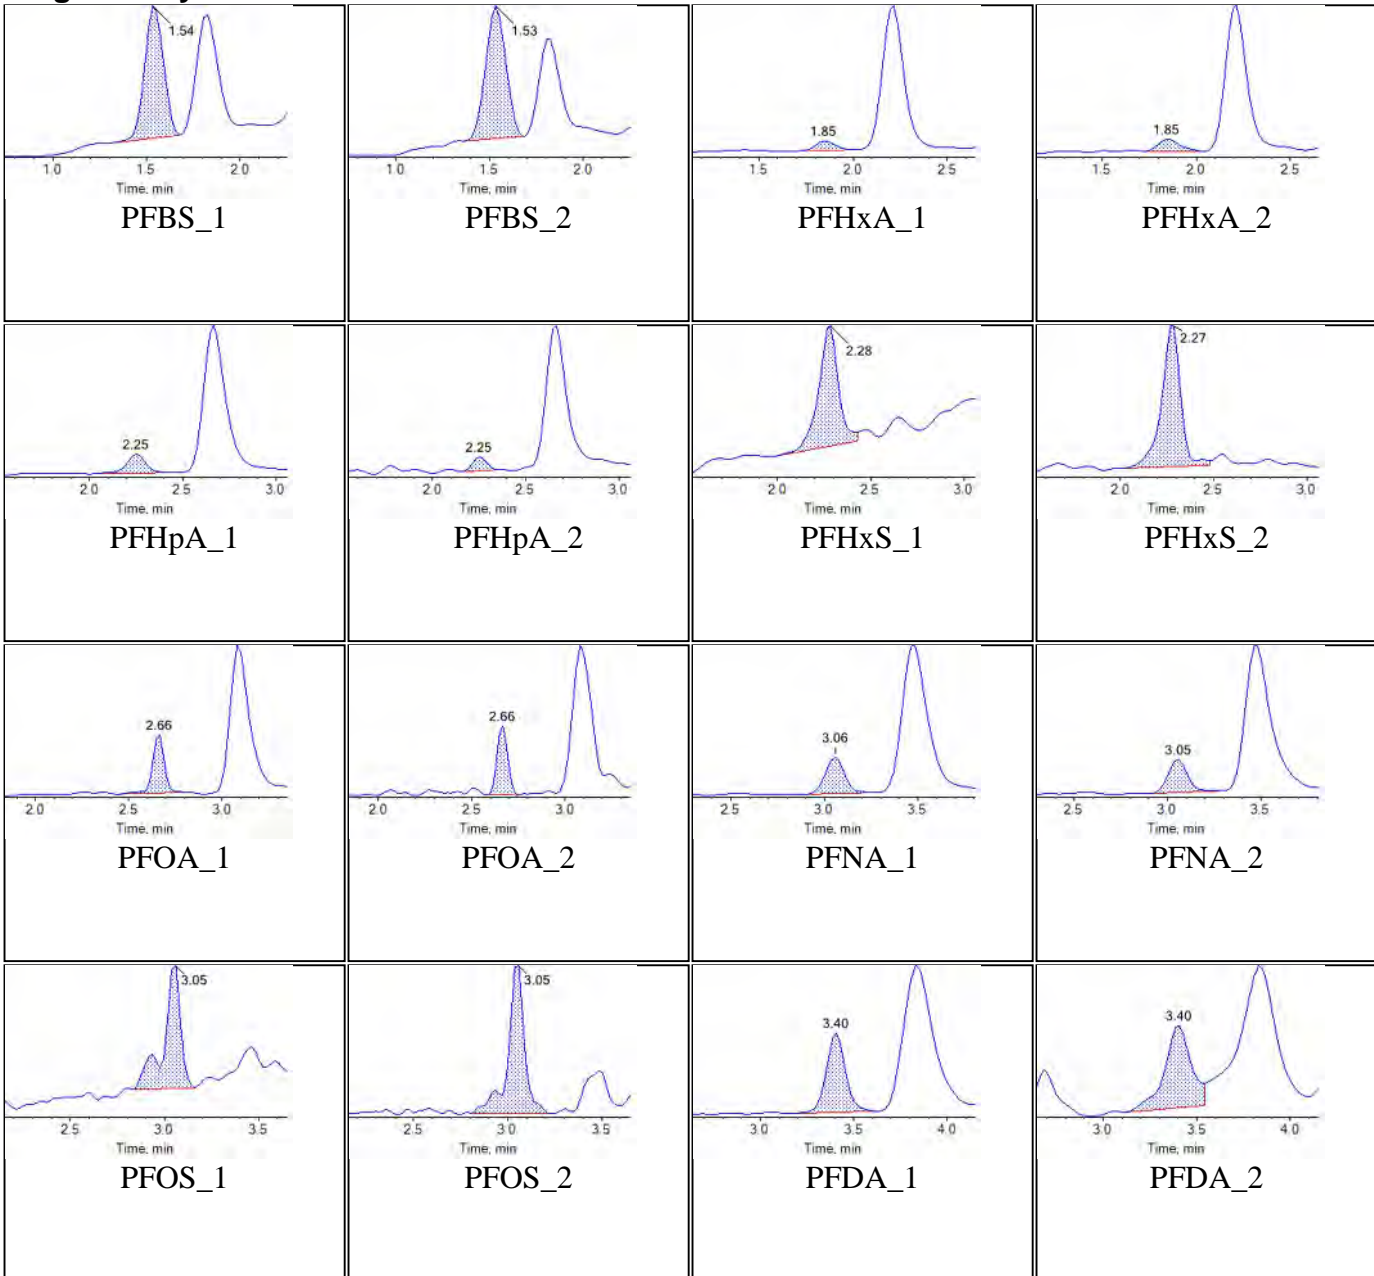 1.54 1.53 1.85 1.85
1.0 1.5 2.0 1.0 1.5 2.0 1.5 2.0 2.5 1.5 2.0 2.5
Time, min Time, min Time, min Time, min
PFBS_1 PFBS_2 PFHxA_1 PFHxA_2
2.25 2.25 2.28 2.27
2.0 2.5 3.0 2.0 2.5 3.0 2.0 2.5 3.0 2.0 2.5 3.0
Time, min Time, min Time, min Time, min
PFHpA_1 PFHpA_2 PFHxS_1 PFHxS_2
2.66 2.66 3.06 3.05
2.0 3.0 2.0 3.0 2.5 3.0 3.5 2.5 3.0 3.5
Time, min Time, min Time, min Time, min
PFOA_1 PFOA_2 PFNA_1 PFNA_2
3.05 3.05 3.40 3.40
2.5 3.0 3.5 2.5 3.0 3.5 3.0 4.0 3.0 4.0
Time, min Time, min Time, min Time, min
PFOS_1 PFOS_2 PFDA_1 PFDA_2